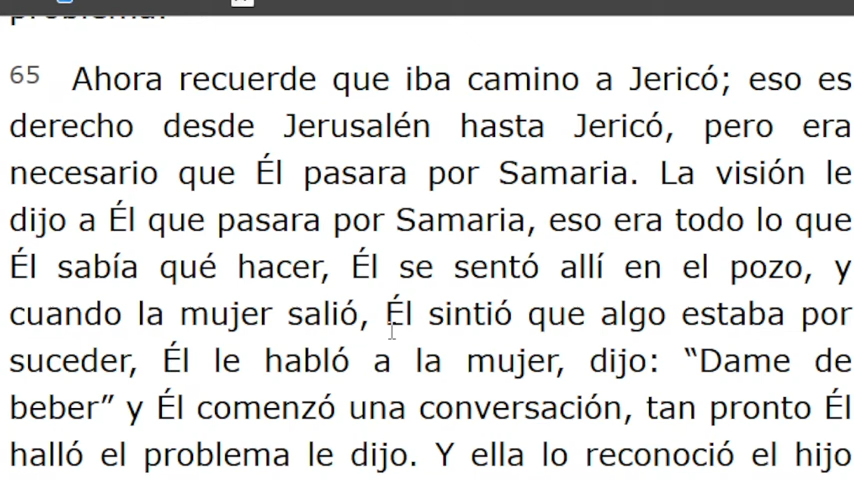 problema.
65 Ahora recuerde que iba camino a Jericó; eso es
derecho desde Jerusalén hasta Jericó, pero era
necesario que Él pasara por Samaria. La visión le
dijo a Él que pasara por Samaria, eso era todo lo que
Él sabía qué hacer, Él se sentó allí en el pozo, y
cuando la mujer salió, Él sintió que algo estaba por
suceder, Él le habló a la mujer, dijo: “Dame de
beber” y Él comenzó una conversación, tan pronto Él
halló el problema le dijo. Y ella lo reconoció el hijo